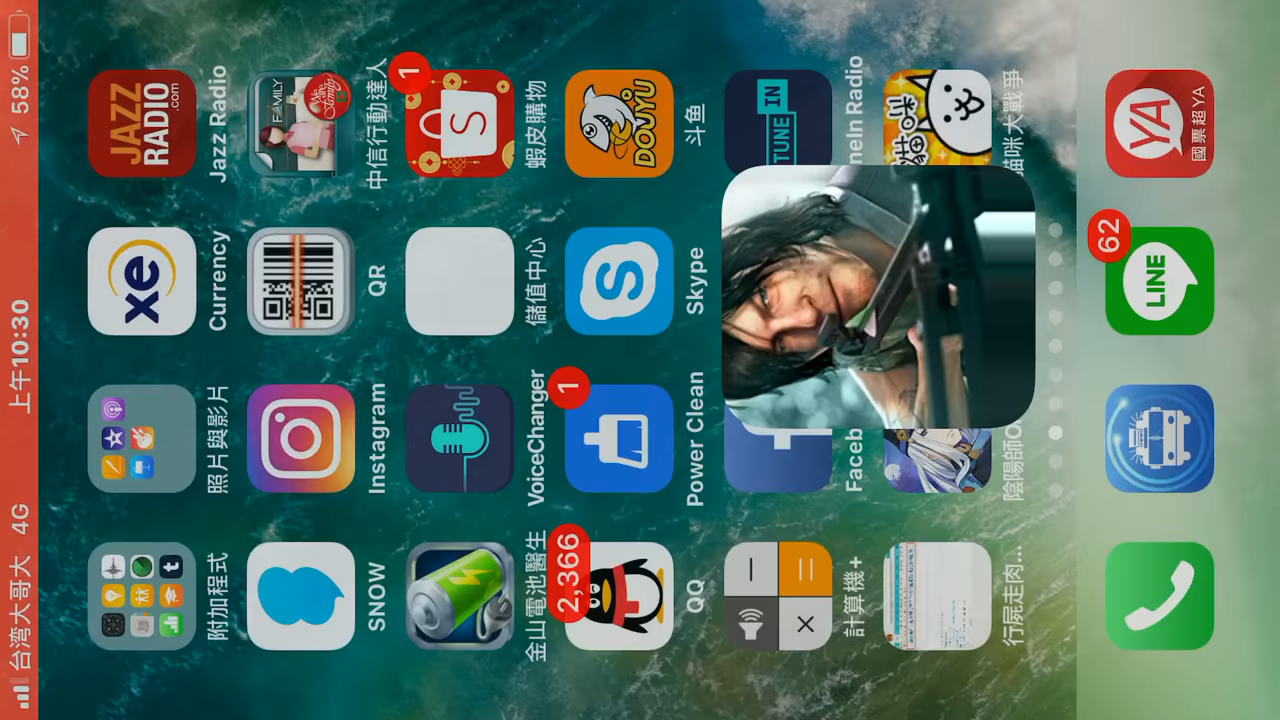 台湾大哥大 4G 上午10:30 58%
附加程式 照片與影片 Currency Jazz Radio
xe
JAZZ
RADIO
.com
SNOW Instagram QR 中信行動達人
FAMILY
1
金山電池醫生 VoiceChanger 儲值中心 蝦皮購物
S
2,366
1
QQ Power Clean Skype 斗鱼
DOUYU
計算機+ Faceb neIn Radio
TUNE IN
行屍走肉... 陰陽師O 猫咪大戰爭
62
LINE
YA
國票超YA